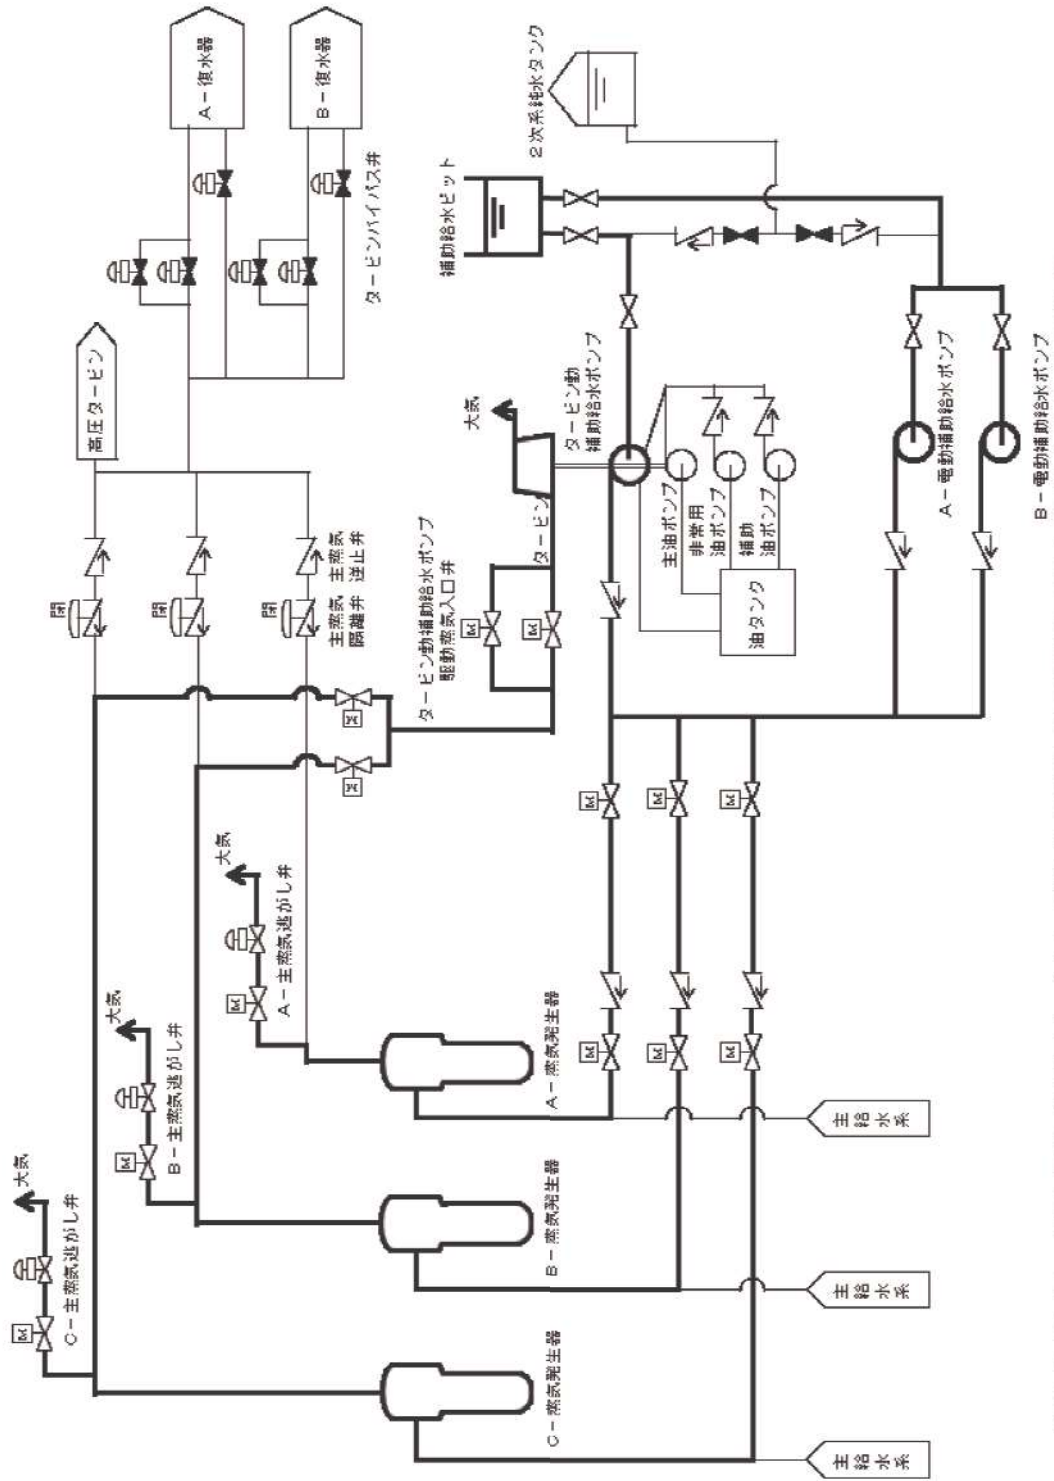 C－主蒸気逃がし弁
大気
M
B－主蒸気逃がし弁
大気
M
A－主蒸気逃がし弁
大気
M
閉
閉
閉
主蒸気
隔離弁
主蒸気
逆止弁
高圧タービン
A－復水器
B－復水器
タービンバイパス弁
C－蒸気発生器
B－蒸気発生器
A－蒸気発生器
M
M
タービン動補助給水ポンプ
駆動蒸気入口弁
M
M
タービン
大気
タービン動
補助給水ポンプ
補助給水ピット
2次系純水タンク
主油ポンプ
非常用
油ポンプ
補助
油ポンプ
油タンク
M
M
M
M
M
M
A－電動補助給水ポンプ
B－電動補助給水ポンプ
主給水系
主給水系
主給水系